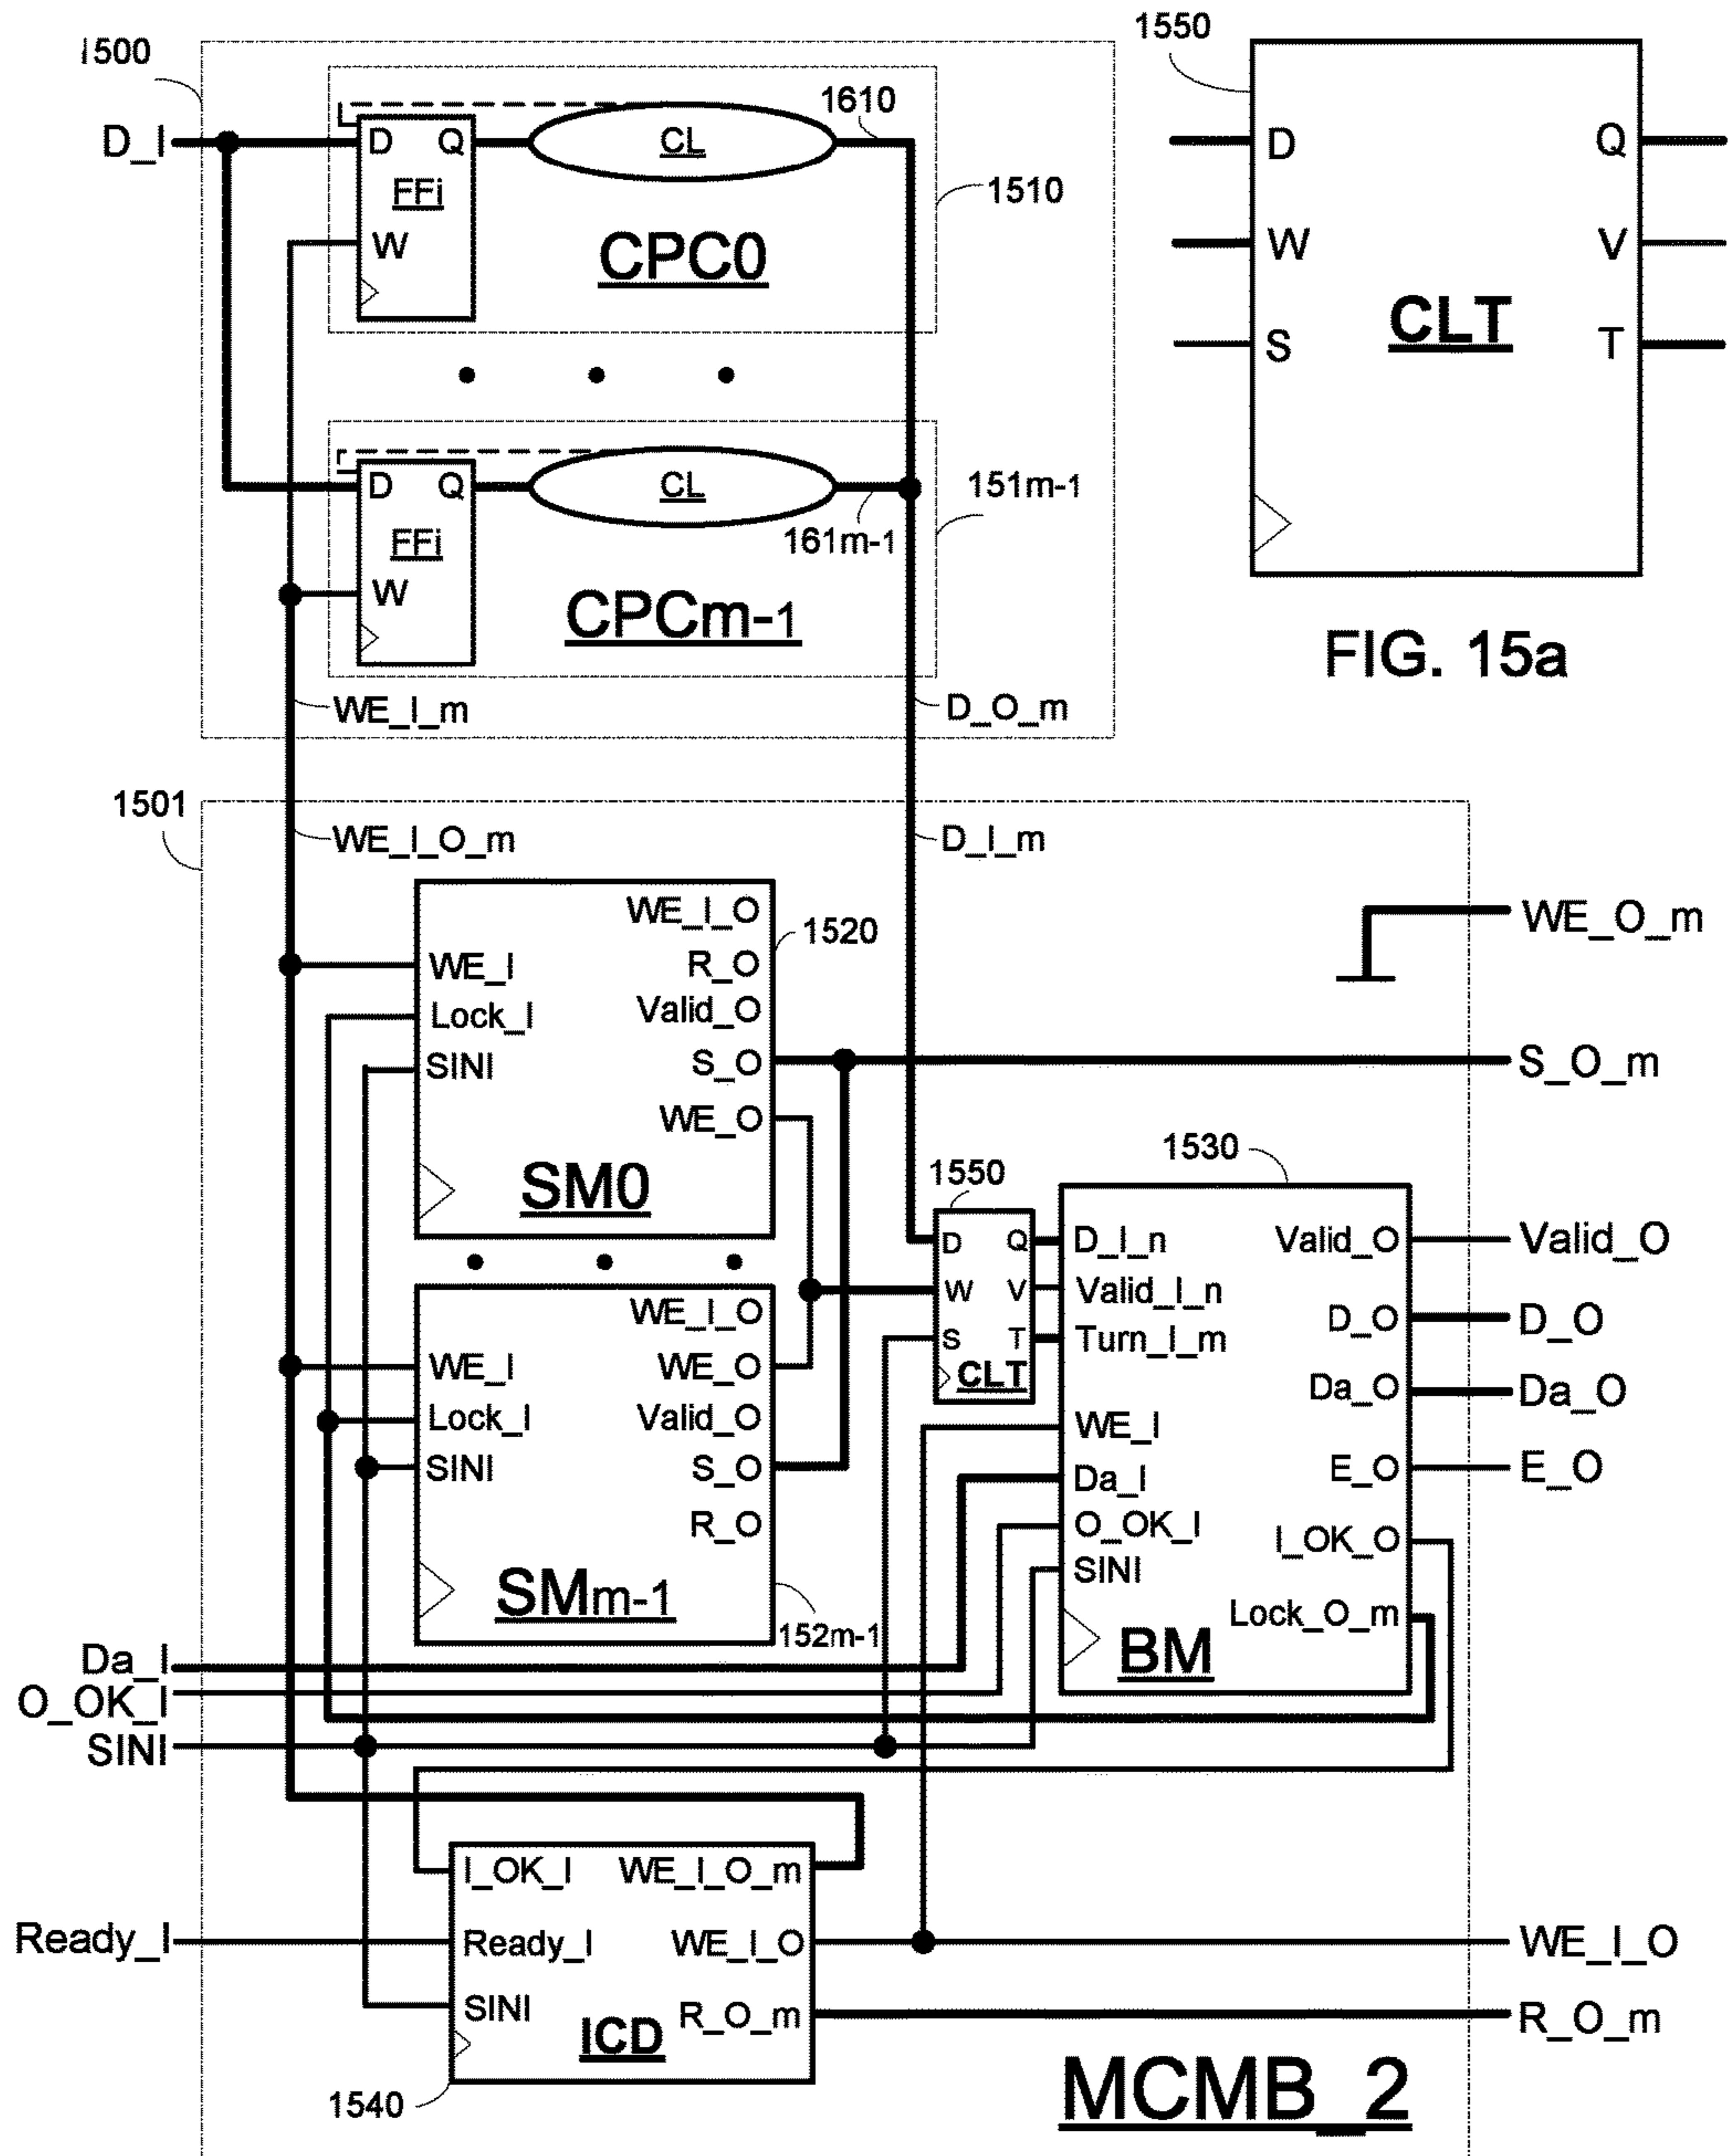 1500
D_I
D
Q
FFi
W
CL
1610
1510
CPC0
D
Q
FFi
W
CL
161m-1
151m-1
CPCm-1
WE_I_m
D_O_m
1550
D
W
S
Q
V
T
CLT
FIG. 15a
1501
WE_I_O_m
D_I_m
WE_I_O
1520
WE_I
R_O
Lock_I
Valid_O
SINI
S_O
WE_O
SM0
WE_I_O
WE_I
WE_O
Lock_I
Valid_O
SINI
S_O
R_O
SMm-1
152m-1
1550
D
Q
W
V
S
T
CLT
1530
D_I_n
Valid_I_n
Turn_I_m
WE_I
Da_I
O_OK_I
SINI
Valid_O
D_O
Da_O
E_O
I_OK_O
Lock_O_m
BM
WE_O_m
S_O_m
Valid_O
D_O
Da_O
E_O
Da_I
O_OK_I
SINI
Ready_I
I_OK_I
WE_I_O_m
Ready_I
WE_I_O
SINI
R_O_m
ICD
1540
WE_I_O
R_O_m
MCMB_2